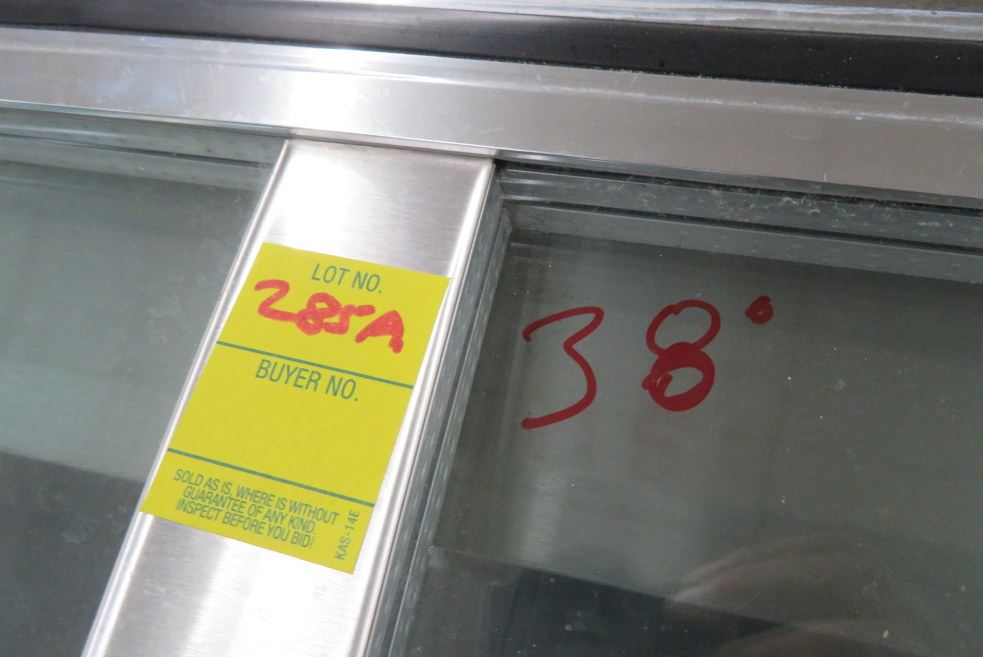 LOT NO.
285A
BUYER NO.
SOLD AS IS, WHERE IS WITHOUT
GUARANTEE OF ANY KIND.
INSPECT BEFORE YOU BID!
KAS-14E
38°